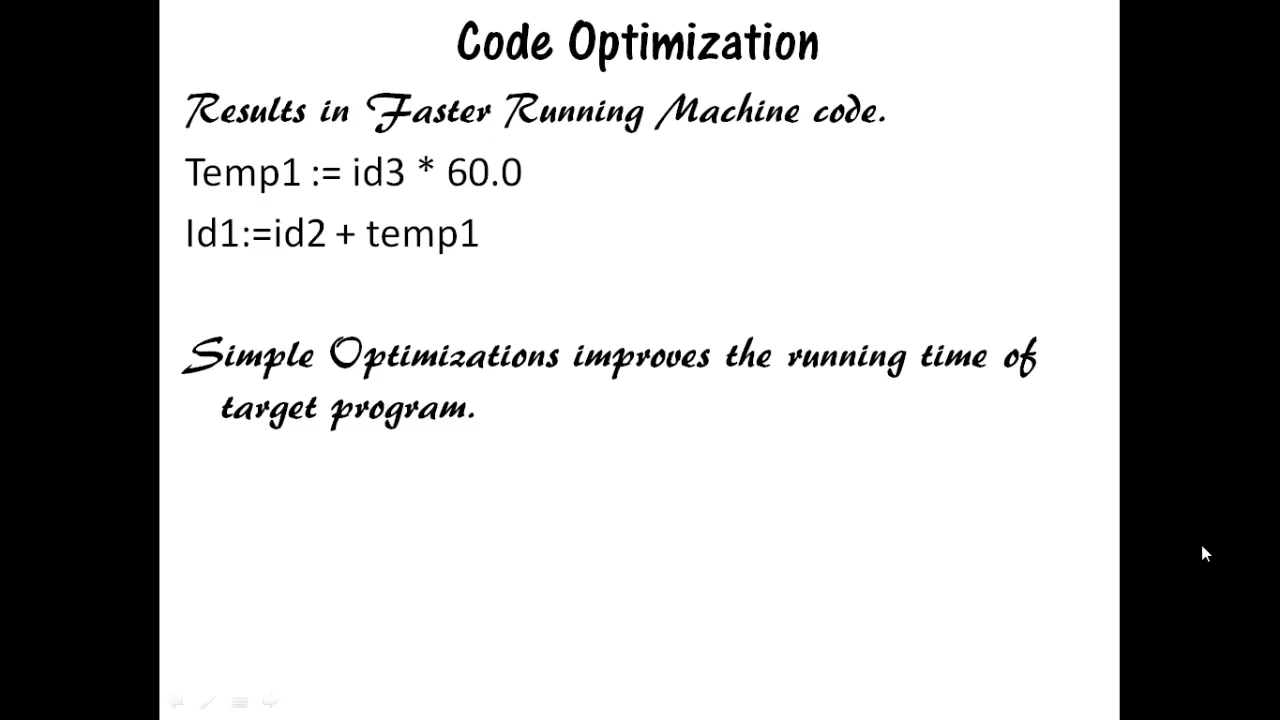 Code Optimization
Results in Faster Running Machine code.
Temp1 := id3 * 60.0
Id1:=id2 + temp1
Simple Optimizations improves the running time of
target program.